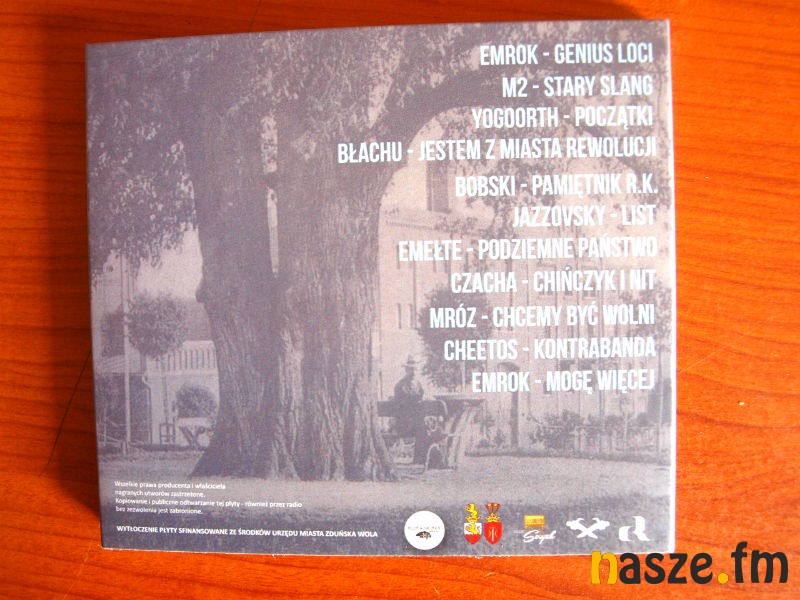 EMROK - GENIUS LOCI
M2 - STARY SLANG
YOGOORTH - POCZĄTKI
BŁACHU - JESTEM Z MIASTA REWOLUCJI
BOBSKI - PAMIĘTNIK R.K.
JAZZOVSKY - LIST
EMEŁTE - PODZIEMNE PAŃSTWO
CZACHA - CHIŃCZYK I NIT
MRÓZ - CHCEMY BYĆ WOLNI
CHEETOS - KONTRABANDA
EMROK - MOGĘ WIĘCEJ
Wszelkie prawa producenta i właściciela
nagranych utworów zastrzeżone.
Kopiowanie i publiczne odtwarzanie tej płyty - również przez radio
bez zezwolenia jest zabronione.
WYTŁOCZENIE PŁYTY SFINANSOWANE ZE ŚRODKÓW URZĘDU MIASTA ZDUŃSKA WOLA
nasze.fm